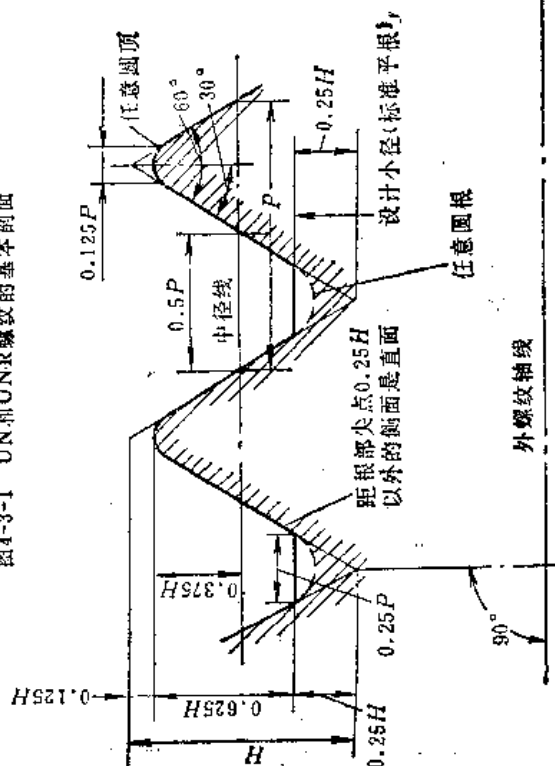 图4-3-1 UN和UNR螺纹的基本剖面
0.125P
任意圆顶
60°
30°
P
0.5P
中径线
0.25H
设计小径(标准平根)
任意圆根
0.125H
H
0.625H
0.375H
0.25H
0.25P
距根部尖点0.25H
以外的侧面是直面
外螺纹轴线
90°